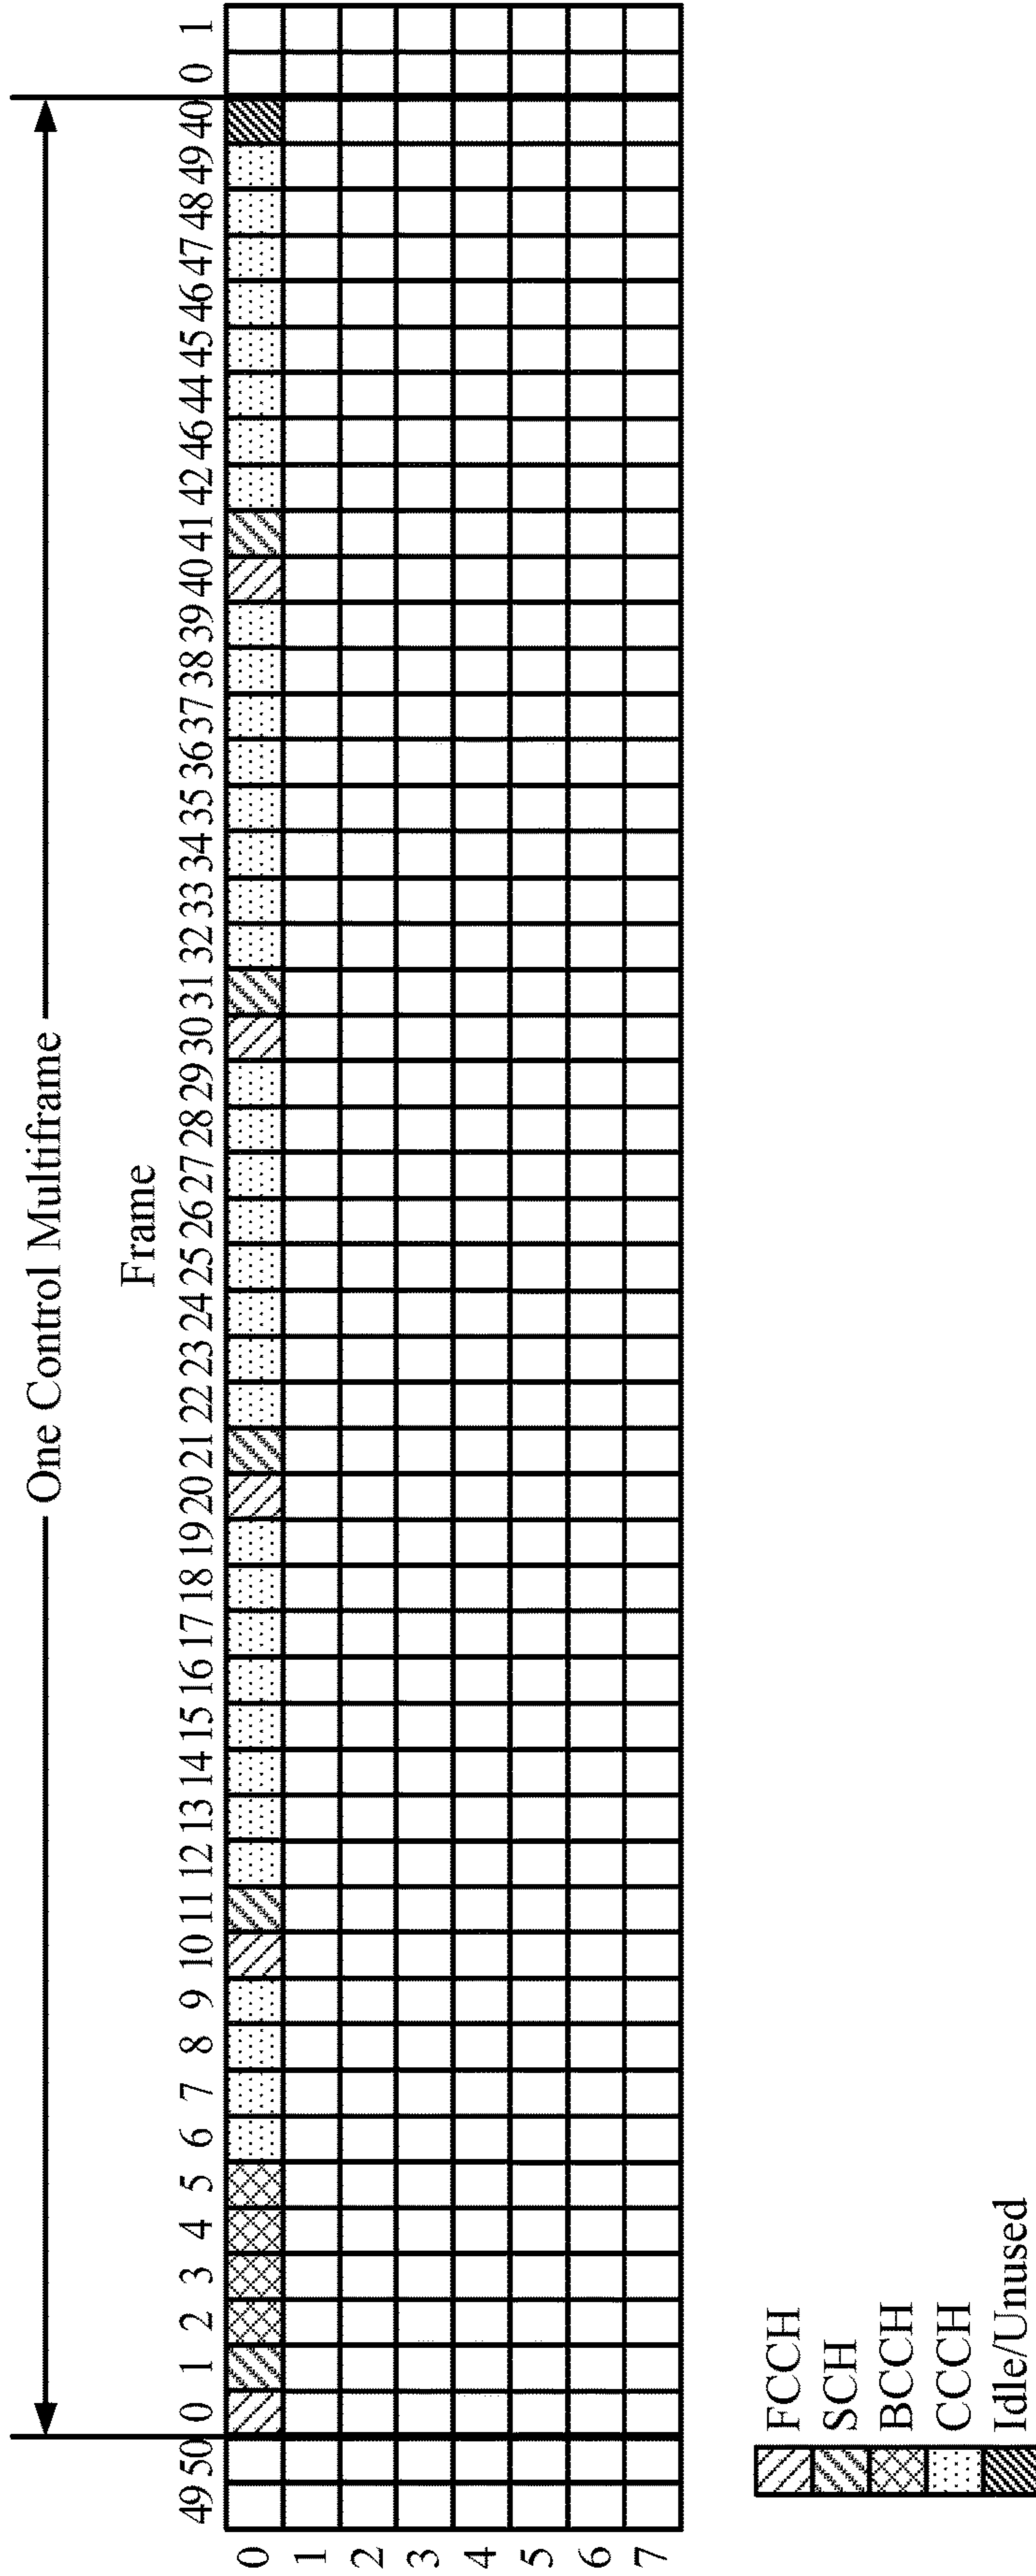 One Control Multiframe
Frame
49 50 0 1 2 3 4 5 6 7 8 9 10 11 12 13 14 15 16 17 18 19 20 21 22 23 24 25 26 27 28 29 30 31 32 33 34 35 36 37 38 39 40 41 42 46 44 45 46 47 48 49 40 0 1
0
1
2
3
4
5
6
7
FCCH
SCH
BCCH
CCCH
Idle/Unused